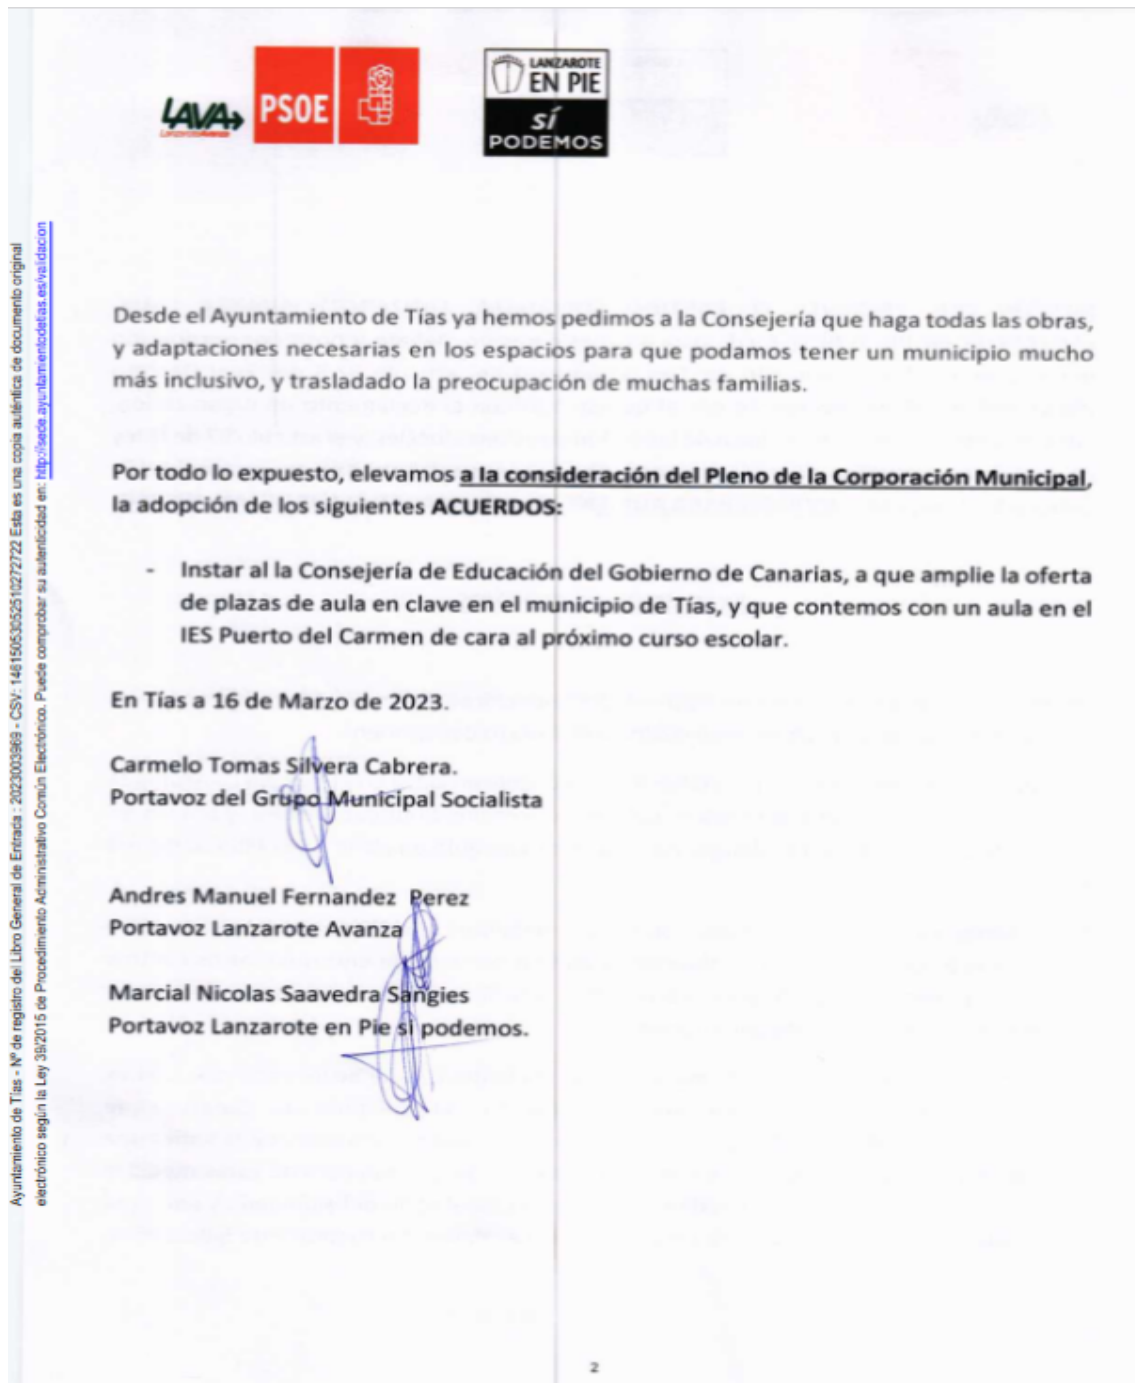 LAVA
LanzaroteAvanza
PSOE
LANZAROTE
EN PIE
SÍ
PODEMOS
Desde el Ayuntamiento de Tías ya hemos pedimos a la Consejería que haga todas las obras,
y adaptaciones necesarias en los espacios para que podamos tener un municipio mucho
más inclusivo, y trasladado la preocupación de muchas familias.
Por todo lo expuesto, elevamos a la consideración del Pleno de la Corporación Municipal,
la adopción de los siguientes ACUERDOS:
- Instar al la Consejería de Educación del Gobierno de Canarias, a que amplie la oferta
de plazas de aula en clave en el municipio de Tías, y que contemos con un aula en el
IES Puerto del Carmen de cara al próximo curso escolar.
En Tías a 16 de Marzo de 2023.
Carmelo Tomas Silvera Cabrera.
Portavoz del Grupo Municipal Socialista
Andres Manuel Fernandez Perez
Portavoz Lanzarote Avanza
Marcial Nicolas Saavedra Sangies
Portavoz Lanzarote en Pie si podemos.
2
Ayuntamiento de Tías - Nº de registro del Libro General de Entrada : 2023003969 - CSV: 14615053052510272722 Esta es una copia auténtica de documento original
electrónico según la Ley 39/2015 de Procedimiento Administrativo Común Electrónico. Puede comprobar su autenticidad en: http://sede.ayuntamientodetias.es/validacion